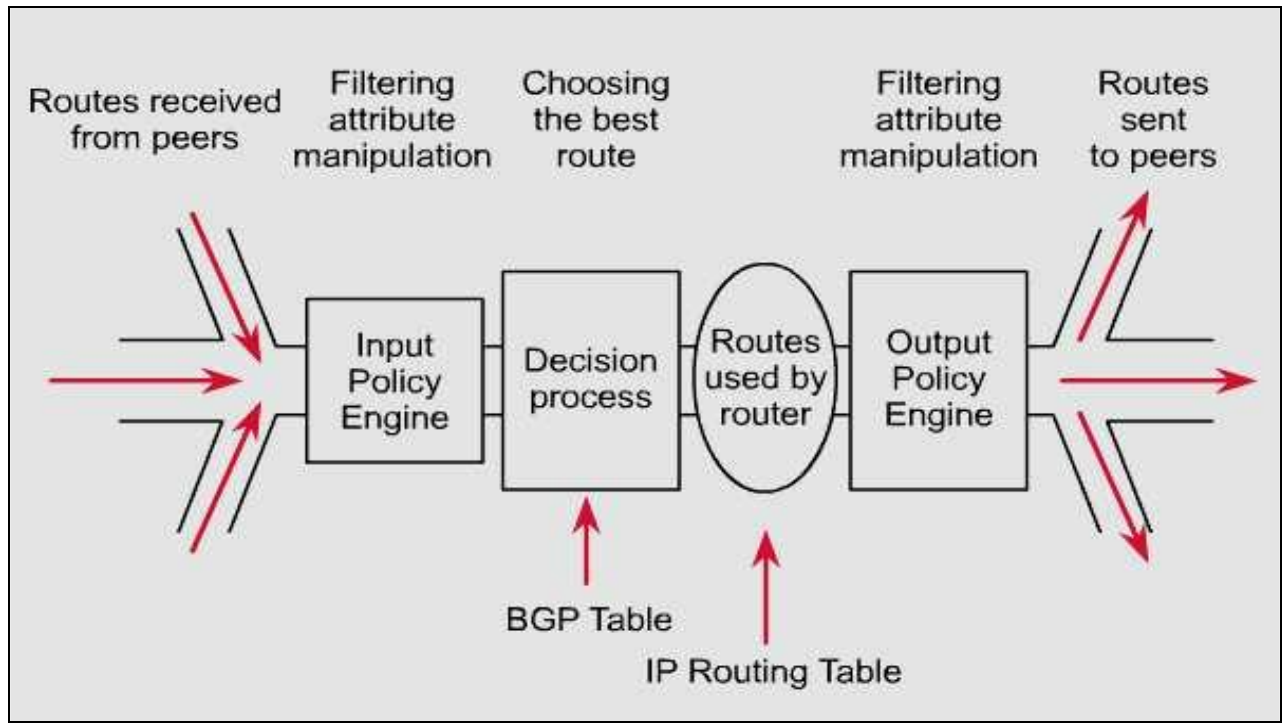 Routes received
from peers
Filtering
attribute
manipulation
Choosing
the best
route
Filtering
attribute
manipulation
Routes
sent
to peers
Input
Policy
Engine
Decision
process
Routes
used by
router
Output
Policy
Engine
BGP Table
IP Routing Table